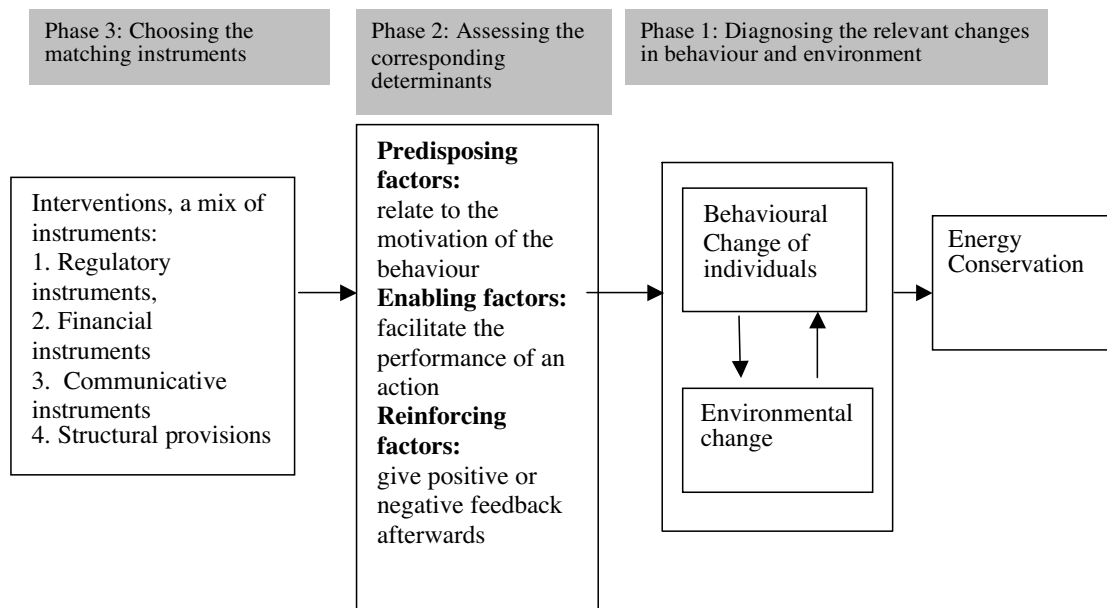 Phase 3: Choosing the
matching instruments
Phase 2: Assessing the
corresponding
determinants
Phase 1: Diagnosing the relevant changes
in behaviour and environment
Interventions, a mix of
instruments:
1. Regulatory
instruments,
2. Financial
instruments
3. Communicative
instruments
4. Structural provisions
Predisposing
factors:
relate to the
motivation of the
behaviour
Enabling factors:
facilitate the
performance of an
action
Reinforcing
factors:
give positive or
negative feedback
afterwards
Behavioural
Change of
individuals
Environmental
change
Energy
Conservation